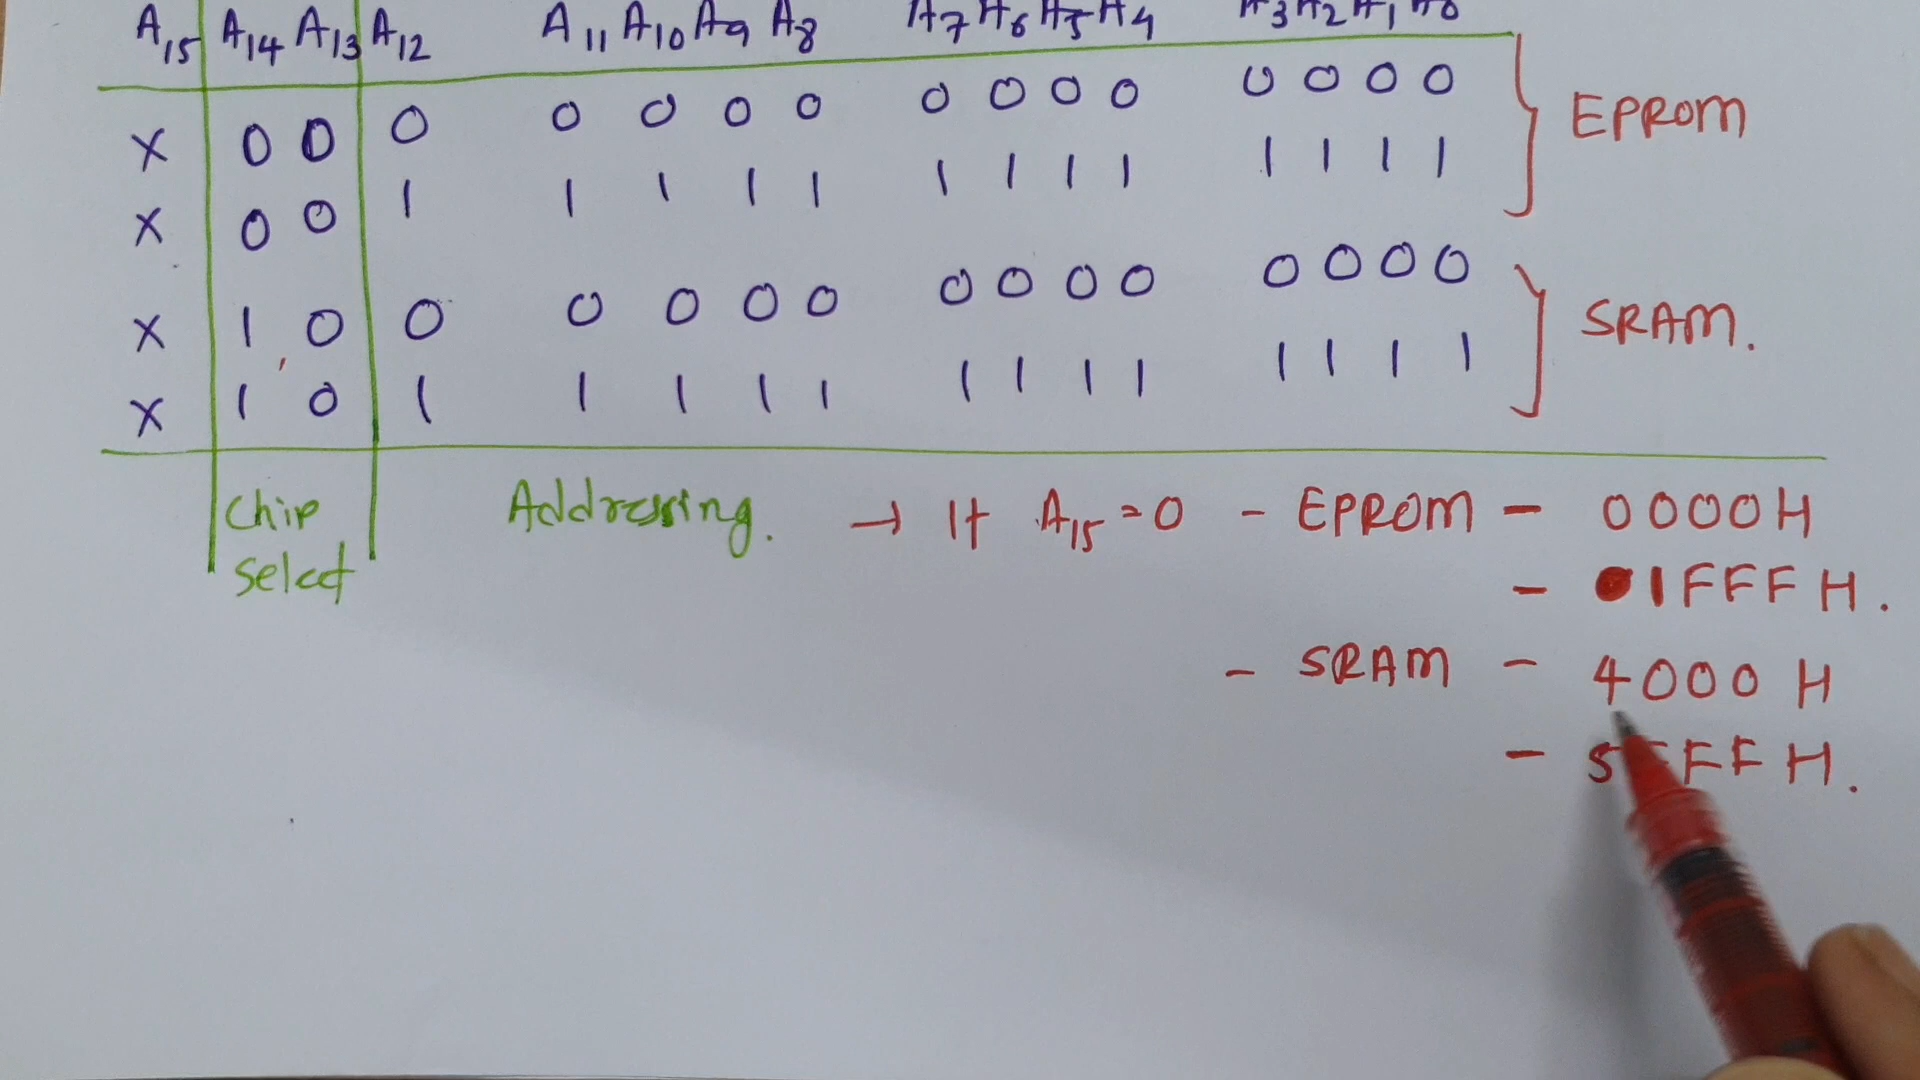 A15 A14 A13 A12 A11 A10 A9 A8 A7 A6 A5 A4 A3 A2 A1 A0
X 0 0 0 0 0 0 0 0 0 0 0 0 0 0 0
X 0 0 1 1 1 1 1 1 1 1 1 1 1 1 1
EPROM
X 1 0 0 0 0 0 0 0 0 0 0 0 0 0 0
X 1 0 1 1 1 1 1 1 1 1 1 1 1 1 1
SRAM.
Chip
Select
Addressing.
→ If A15 = 0 - EPROM - 0000H
- 01FFFH.
- SRAM - 4000H
- 5FFFH.